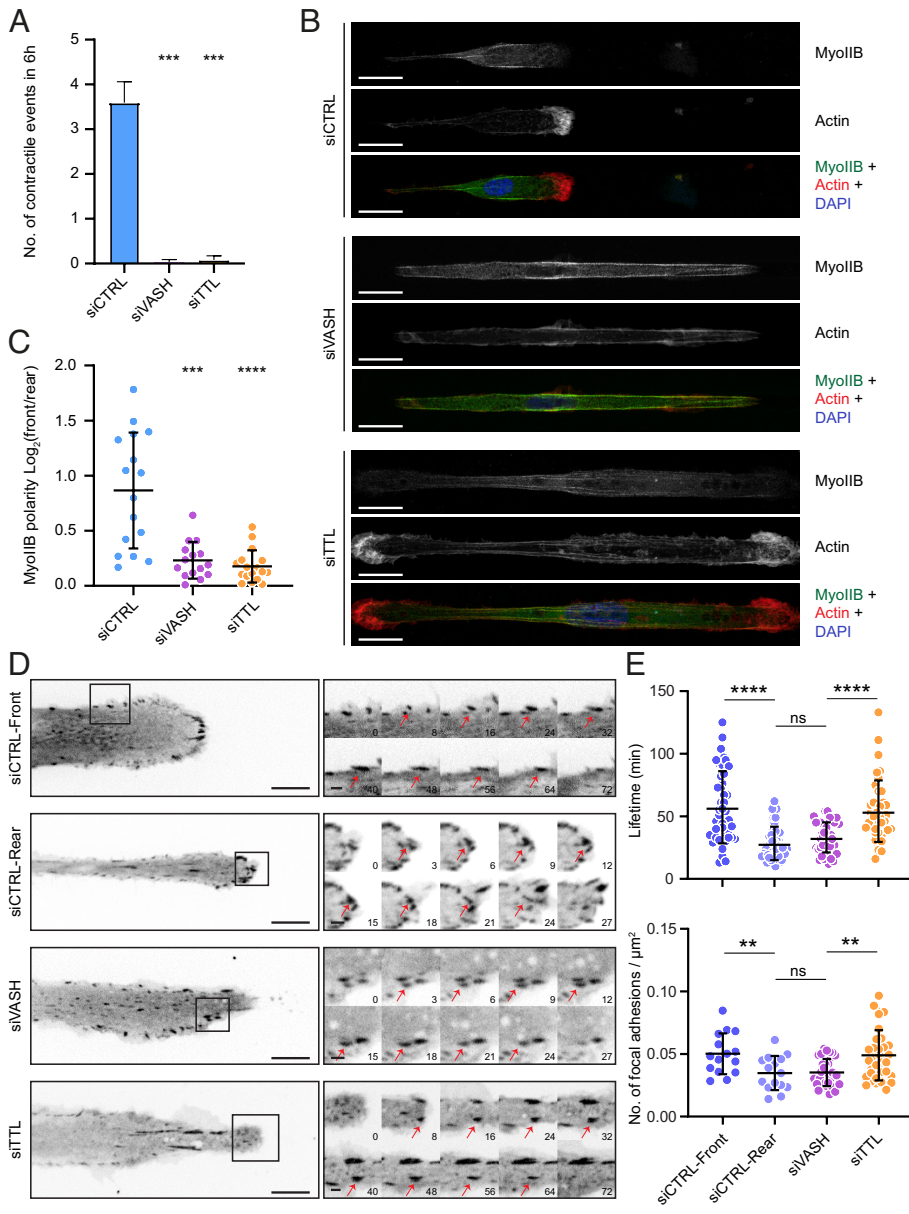 A
No. of contractile events in 6h
5
4
3
2
1
0
***
***
siCTRL
siVASH
siTTL
B
siCTRL
MyoIIB
Actin
MyoIIB +
Actin +
DAPI
siVASH
MyoIIB
Actin
MyoIIB +
Actin +
DAPI
siTTL
MyoIIB
Actin
MyoIIB +
Actin +
DAPI
C
MyoIIB polarity Log2(front/rear)
2.0
1.5
1.0
0.5
0.0
***
****
siCTRL
siVASH
siTTL
D
siCTRL-Front
0 8 16 24 32
40 48 56 64 72
siCTRL-Rear
0 3 6 9 12
15 18 21 24 27
siVASH
0 3 6 9 12
15 18 21 24 27
siTTL
0 8 16 24 32
40 48 56 64 72
E
Lifetime (min)
150
100
50
0
****
ns
****
No. of focal adhesions / µm²
0.15
0.10
0.05
0.00
**
ns
**
siCTRL-Front
siCTRL-Rear
siVASH
siTTL